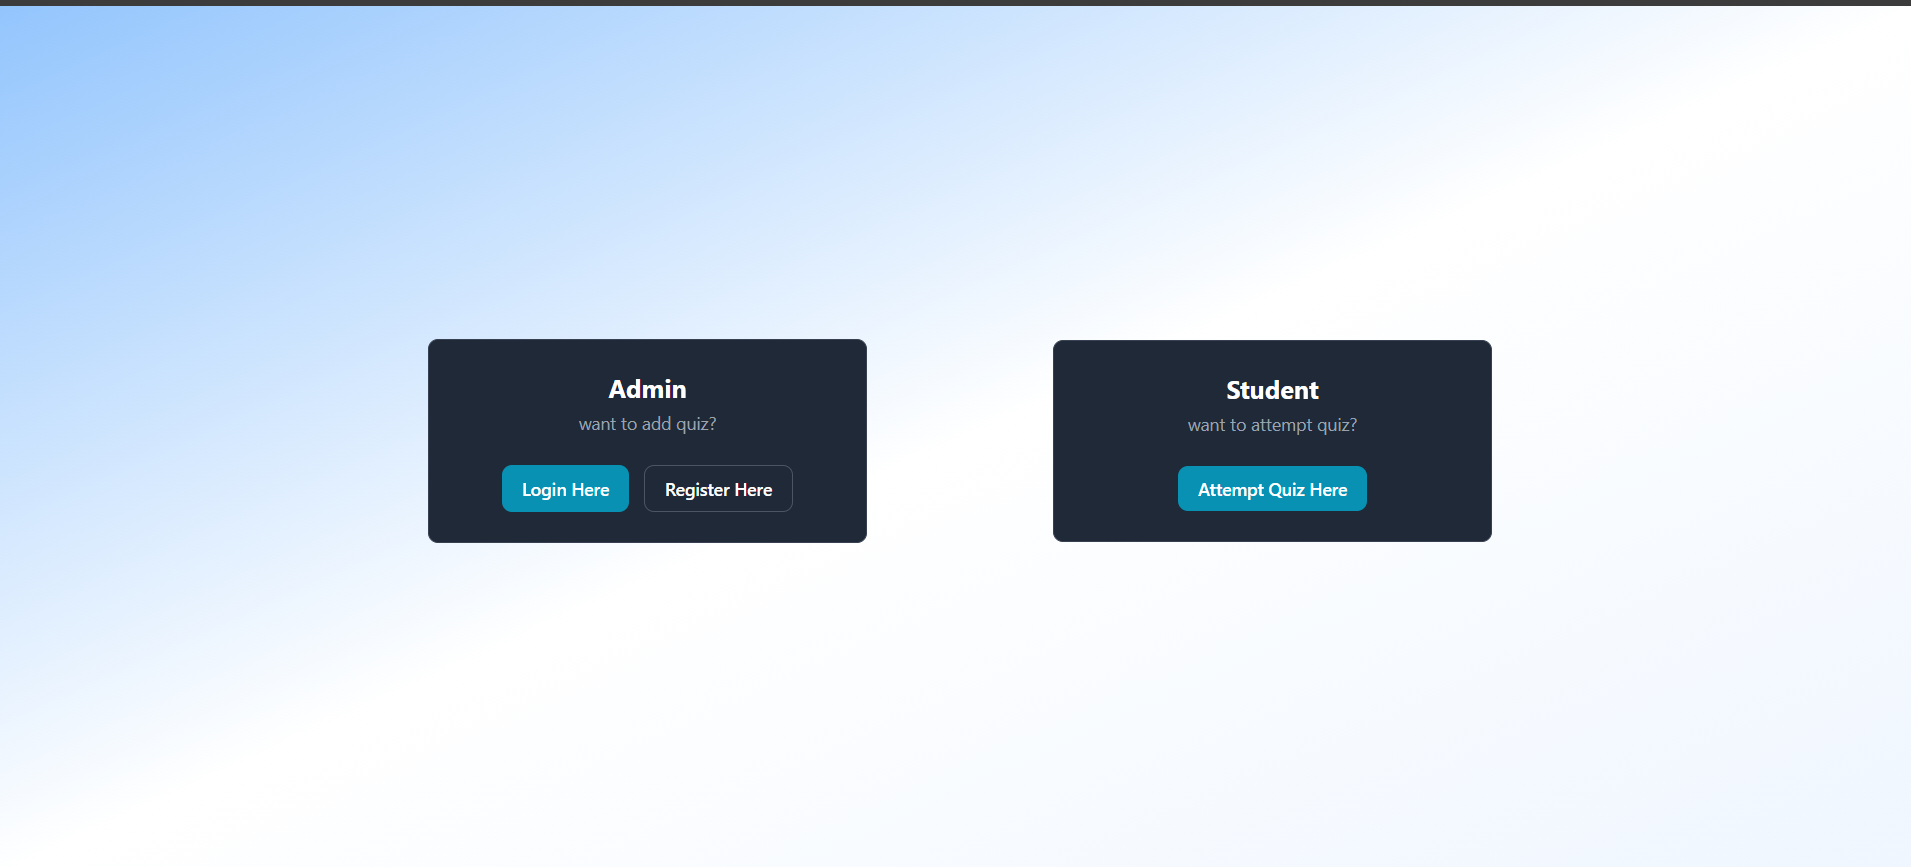 Admin
want to add quiz?
Login Here
Register Here
Student
want to attempt quiz?
Attempt Quiz Here